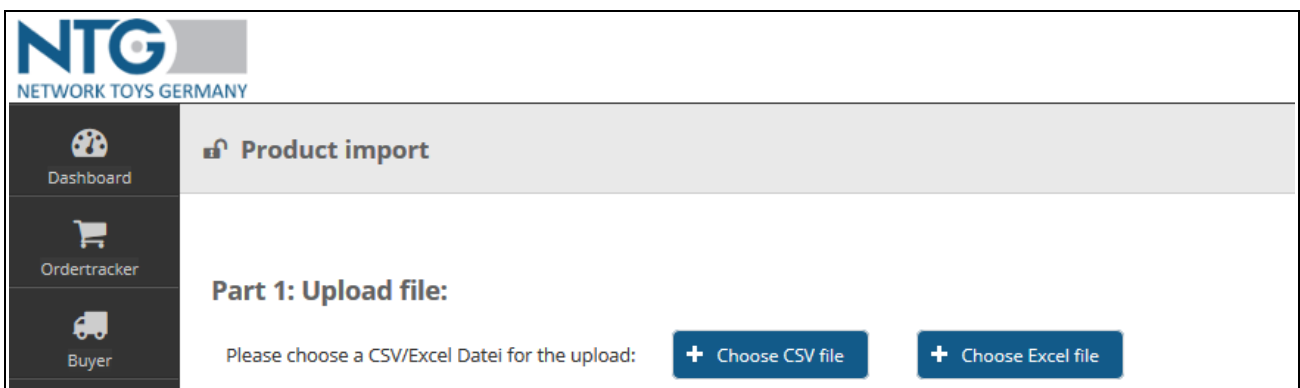 NTG
NETWORK TOYS GERMANY
Dashboard
Product import
Ordertracker
Part 1: Upload file:
Buyer
Please choose a CSV/Excel Datei for the upload:
+ Choose CSV file
+ Choose Excel file